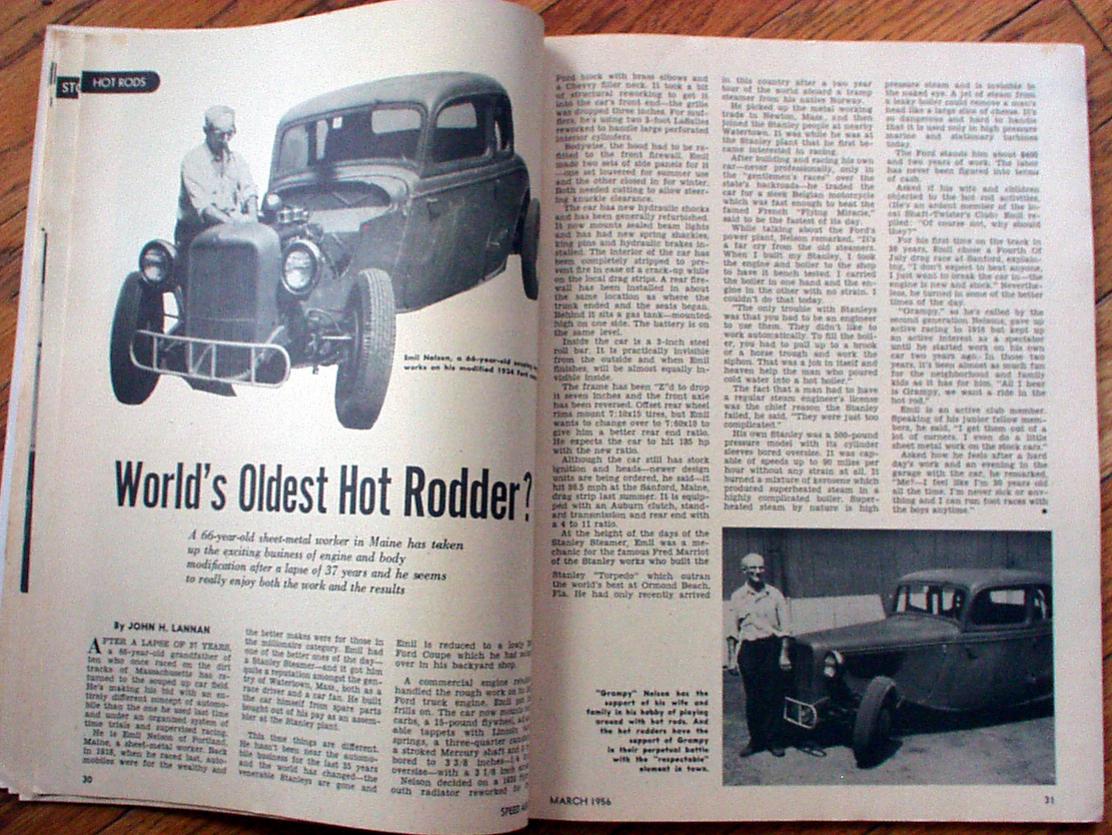 STO
HOT RODS
Emil Nelson, a 66-year-old
works on his modified 1934 Ford
World's Oldest Hot Rodder?
A 66-year-old sheet-metal worker in Maine has taken
up the exciting business of engine and body
modification after a lapse of 37 years and he seems
to really enjoy both the work and the results
By JOHN H. LANNAN
AFTER A LAPSE OF 37 YEARS,
a 66-year-old grandfather of
ten who once raced on the dirt
tracks of Massachusetts has re-
turned to the souped up car field.
He's making his bid with an en-
tirely different concept of automo-
bile than the one he used last time
and under an organized system of
time trials and supervised racing.
He is Emil Nelson of Portland,
Maine, a sheet-metal worker. Back
in 1918, when he raced last, auto-
mobiles were for the wealthy and
the better makes were for those in
the millionaire category. Emil had
one of the better ones of the day—
a Stanley Steamer—and it got him
quite a reputation amongst the gen-
try of Watertown, Mass., both as a
race driver and a car fan. He built
the car himself from spare parts
bought out of his pay as an assem-
bler at the Stanley plant.
This time things are different.
He hasn't been near the automo-
bile business for the last 35 years
and the world has changed—the
venerable Stanleys are gone and
Emil is reduced to a lowly
Ford Coupe which he has
over in his backyard shop.
A commercial engine
handled the rough work on
Ford truck engine. Emil
frills on. The car now
carbs, a 15-pound flywheel,
able tappets with Lincoln
springs, a three-quarter
a stroked Mercury shaft and
bored to 3 3/8 inches—
oversize—with a 3 1/8 inch
Nelson decided on a
outh radiator reworked
30
SPEED
Ford block with brass elbows and
a Chevy filler neck. It took a bit
of structural reworking to get it
into the car's front end—the grille
was dropped three inches. For muf-
flers, he's using two 3-foot LaSalles
reworked to handle large perforated
interior cylinders.
Bodywise, the hood had to be re-
fitted to the front firewall. Emil
made two sets of side panels for it
—one set louvered for summer use
and the other closed in for winter.
Both needed cutting to allow steer-
ing knuckle clearance.
The car has new hydraulic shocks
and has been generally refurbished.
It now mounts sealed beam lights
and has had new spring shackles,
king pins and hydraulic brakes in-
stalled. The interior of the car has
been completely stripped to pre-
vent fire in case of a crack-up while
on the local drag strips. A rear fire-
wall has been installed in about
the same location as where the
trunk ended and the seats began.
Behind it sits a gas tank—mounted
high on one side. The battery is on
the same level.
Inside the car is a 3-inch steel
roll bar. It is practically invisible
from the outside and when Emil
finishes, will be almost equally in-
visible inside.
The frame has been "Z"d to drop
it seven inches and the front axle
has been reversed. Offset rear wheel
rims mount 7:10x15 tires, but Emil
wants to change over to 7:60x15 to
give him a better rear end ratio.
He expects the car to hit 185 hp
with the new ratio.
Although the car still has stock
ignition and heads—newer design
units are being ordered, he said—it
hit 85.5 mph at the Sanford, Maine,
drag strip last summer. It is equip-
ped with an Auburn clutch, stand-
ard transmission and rear end with
a 4 to 11 ratio.
At the height of the days of the
Stanley Steamer, Emil was a me-
chanic for the famous Fred Marriot
of the Stanley works who built the
Stanley "Torpedo" which outran
the world's best at Ormond Beach,
Fla. He had only recently arrived
in this country after a two year
tour of the world aboard a tramp
steamer from his native Norway.
He picked up the metal working
trade in Newton, Mass., and then
joined the Stanley people at nearby
Watertown. It was while he was at
the Stanley plant that he first be-
came interested in racing.
After building and racing his own
car—never professionally, only in
the "gentlemen's races" over the
state's backroads—he traded the
car for a sleek Belgian motorcycle
which was fast enough to beat the
famed French "Flying Miracle,"
said to be the fastest of its day.
While talking about the Ford's
power plant, Nelson remarked, "It's
a far cry from the old steamers.
When I built my Stanley, I took
the engine and boiler to the shop
to have it bench tested. I carried
the boiler in one hand and the en-
gine in the other with no strain. I
couldn't do that today.
"The only trouble with Stanleys
was that you had to be an engineer
to use them. They didn't like to
work automatically. To fill the boil-
er, you had to pull up to a brook
or a horse trough and work the
siphon. That was a job itself and
heaven help the man who poured
cold water into a hot boiler."
The fact that a man had to have
a regular steam engineer's license
was the chief reason the Stanley
failed, he said. "They were just too
complicated."
His own Stanley was a 500-pound
pressure model with its cylinder
sleeves bored oversize. It was cap-
able of speeds up to 90 miles per
hour without any strain at all. It
burned a mixture of kerosene which
produced superheated steam in a
highly complicated boiler. Super-
heated steam by nature is high
pressure steam and is invisible to
the naked eye. A jet of steam from
a leaky boiler could remove a man's
head like a large slice of cheese. It's
so dangerous and hard to handle
that it is used only in high pressure
marine and stationary turbines
today.
The Ford stands him about $400
and two years of work. The labor
has never been figured into terms
of cash.
Asked if his wife and children
objected to the hot rod activities,
(he's an ardent member of the lo-
cal Shaft-Twister's Club) Emil re-
plied: "Of course not, why should
they?"
For his first time on the track in
38 years, Emil chose a Fourth Of
July drag race at Sanford, explain-
ing, "I don't expect to beat anyone.
I just want to break the car in—the
engine is new and stock." Neverthe-
less, he turned in some of the better
times of the day.
"Grampy," as he's called by the
second generation Nelsons, gave up
active racing in 1918 but kept up
an active interest as a spectator
until he started work on his own
car two years ago. In those two
years, it's been almost as much fun
for the neighborhood and family
kids as it has for him. "All I hear
is Grampy, we want a ride in the
hot rod."
Emil is an active club member.
Speaking of his junior fellow mem-
bers, he said, "I get them out of a
lot of corners. I even do a little
sheet metal work on the stock cars."
Asked how he feels after a hard
day's work and an evening in the
garage with the car, he remarked,
"Me?—I feel like I'm 30 years old
all the time. I'm never sick or any-
thing and I can run foot races with
the boys anytime."
"Grampy" Nelson has the
support of his wife and
family in his hobby of playing
around with hot rods. And
the hot rodders have the
support of Grampy
in their perpetual battle
with the "respectable"
element in town.
MARCH 1956
31